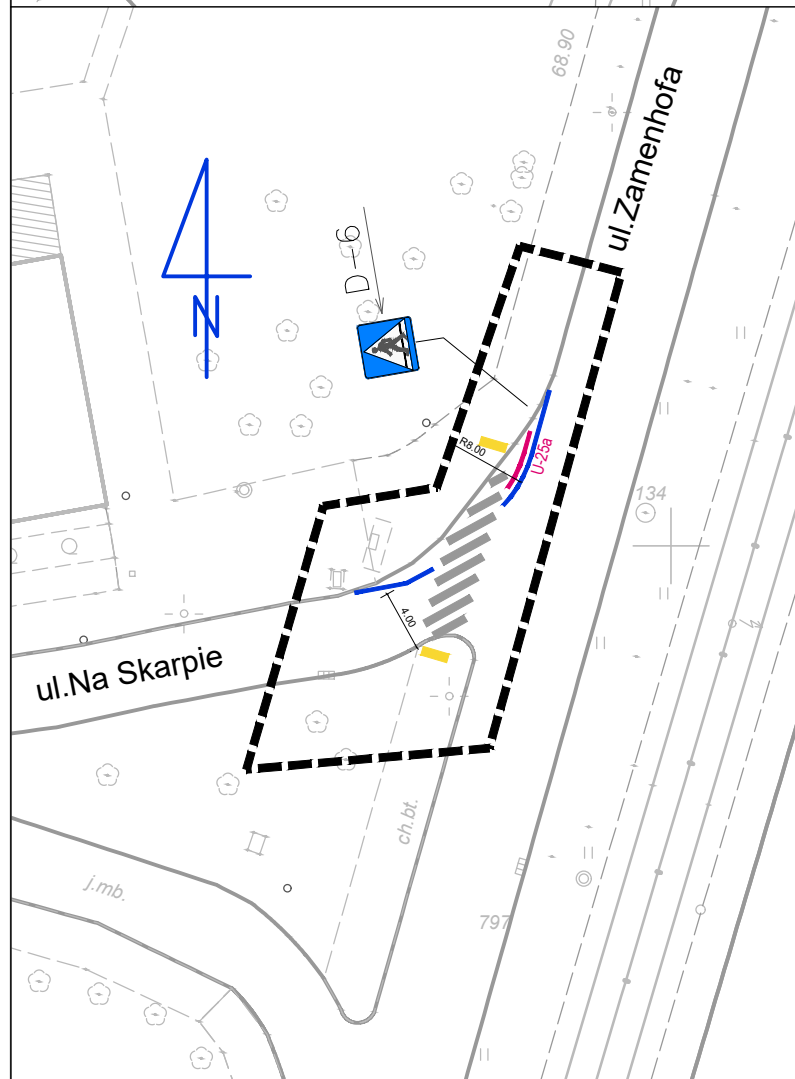 68.90
ul.Zamenhofa
D-6
N
R8.00
U-25a
134
4.00
ul.Na Skarpie
ch.bt.
j.mb.
797